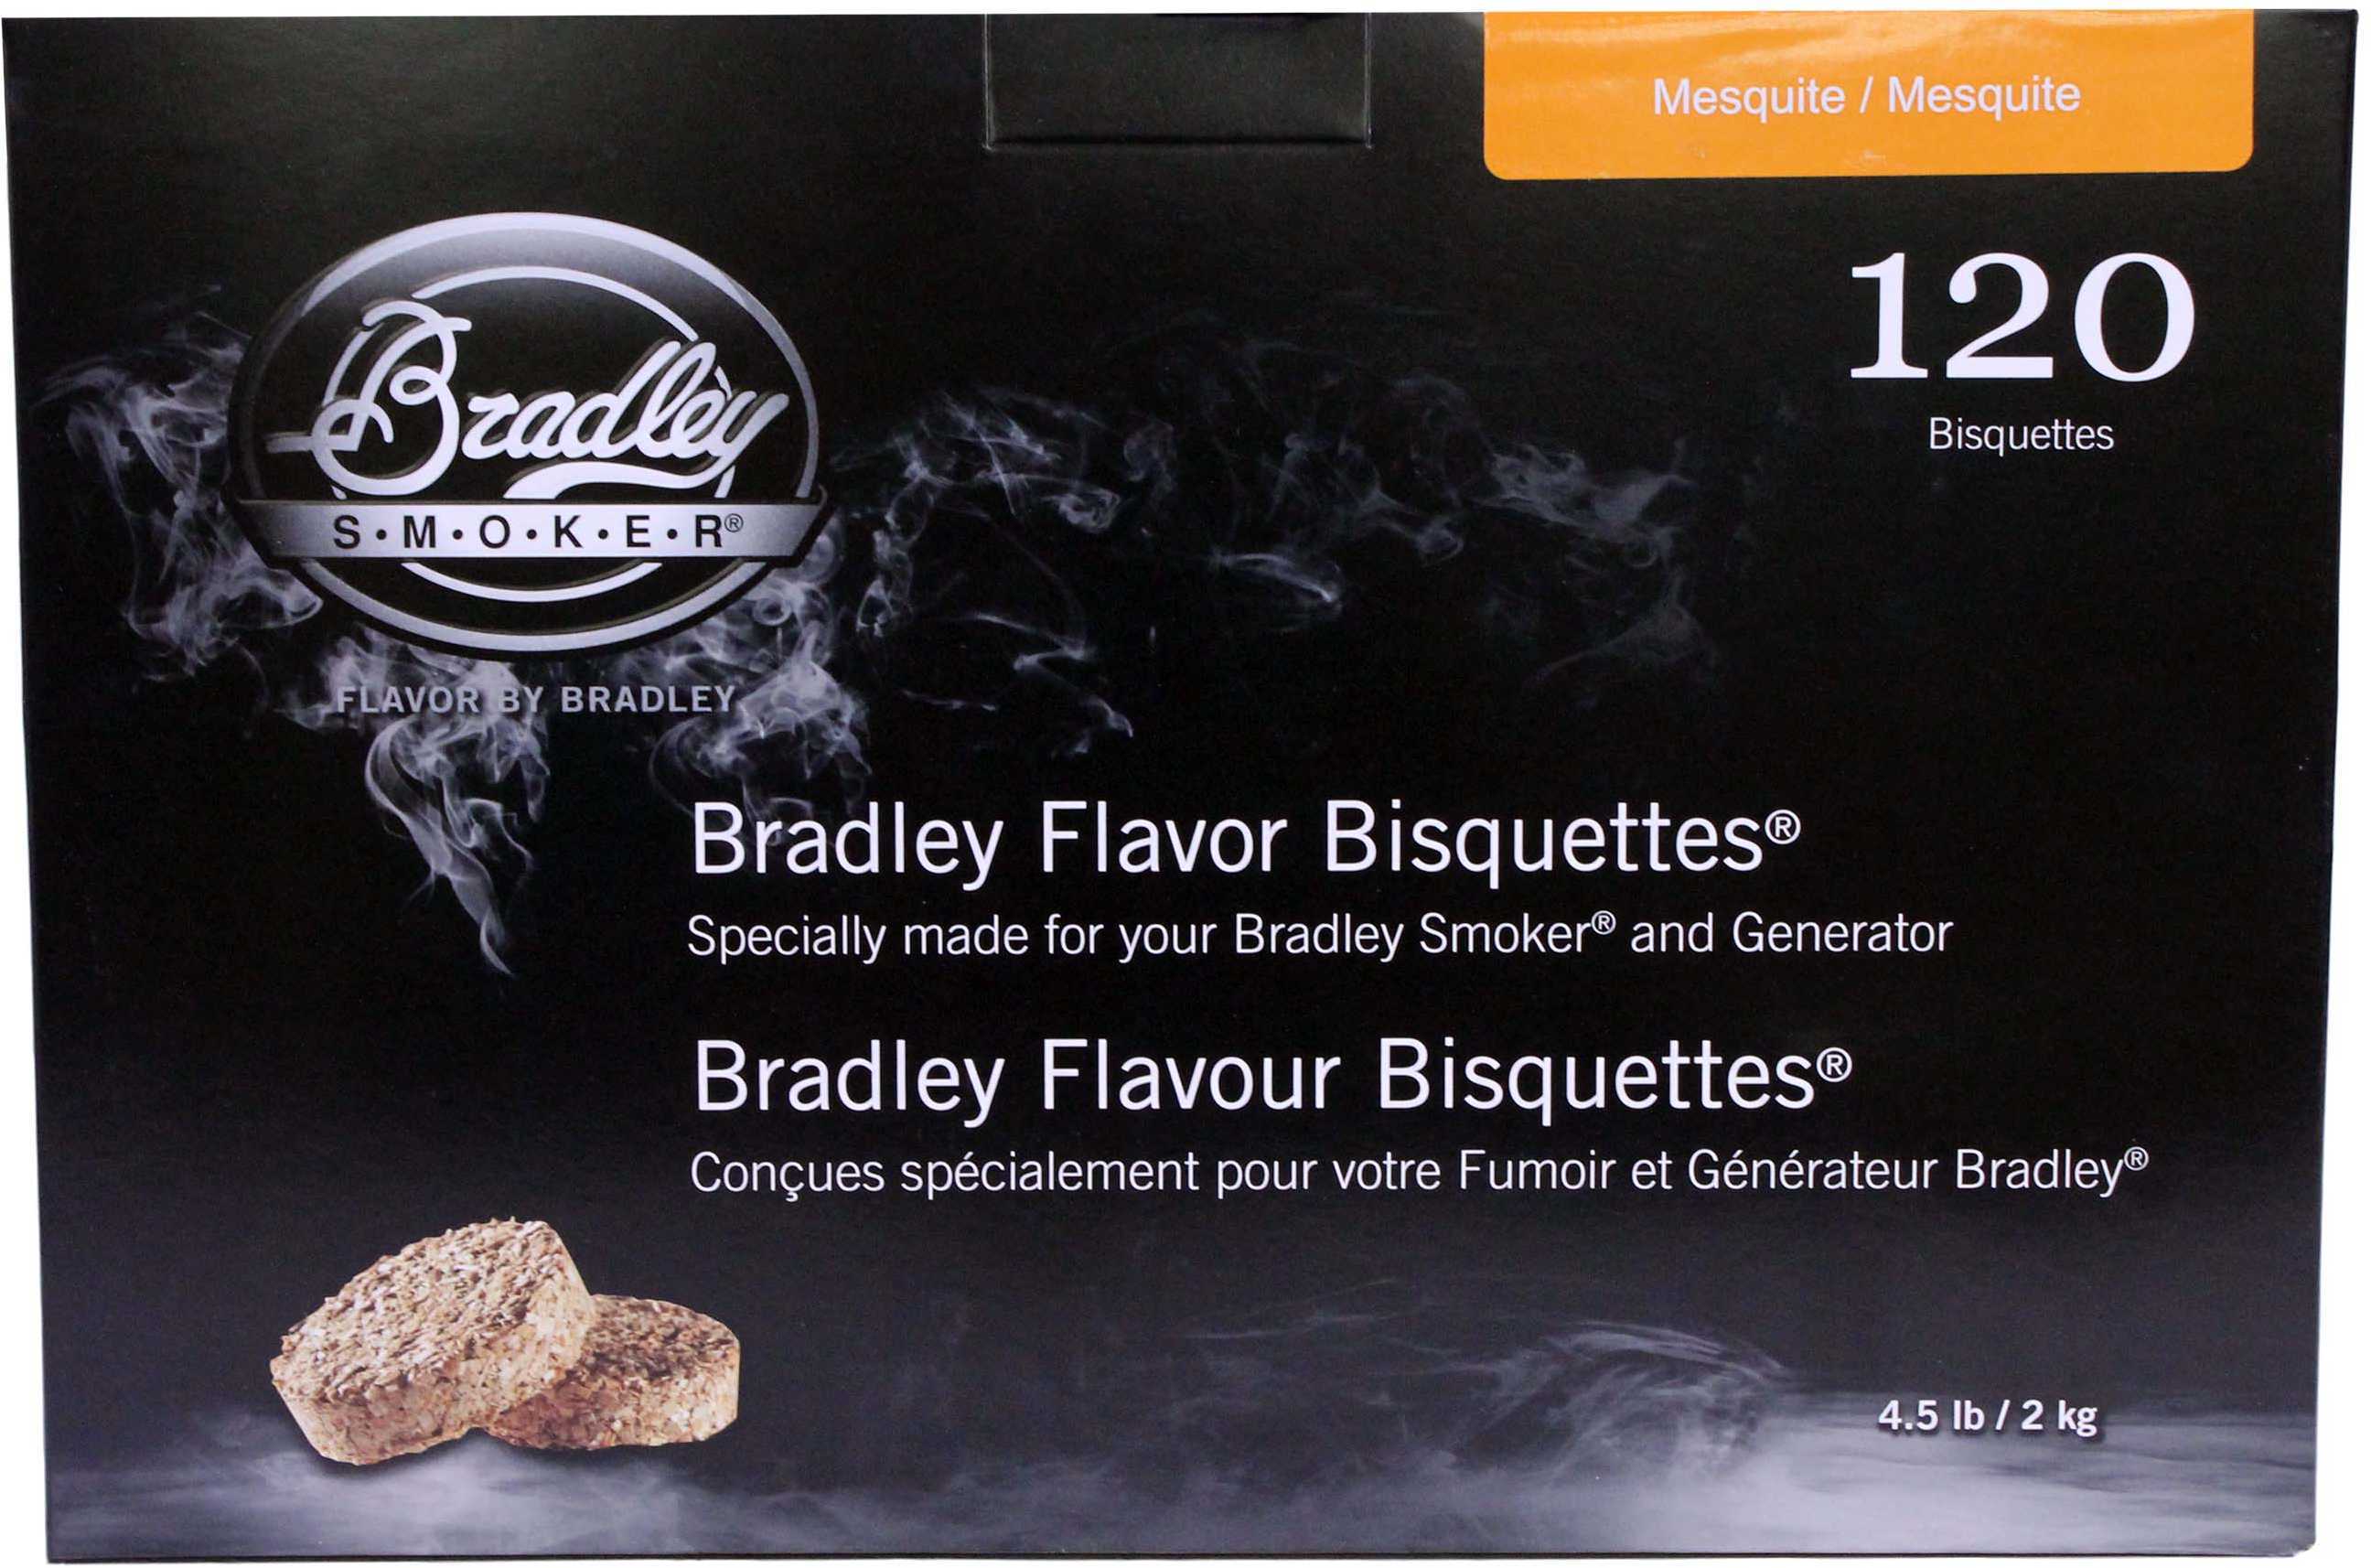 Mesquite / Mesquite
120
Bisquettes
Bradley
S•M•O•K•E•R®
FLAVOR BY BRADLEY
Bradley Flavor Bisquettes®
Specially made for your Bradley Smoker® and Generator
Bradley Flavour Bisquettes®
Conçues spécialement pour votre Fumoir et Générateur Bradley®
4.5 lb / 2 kg